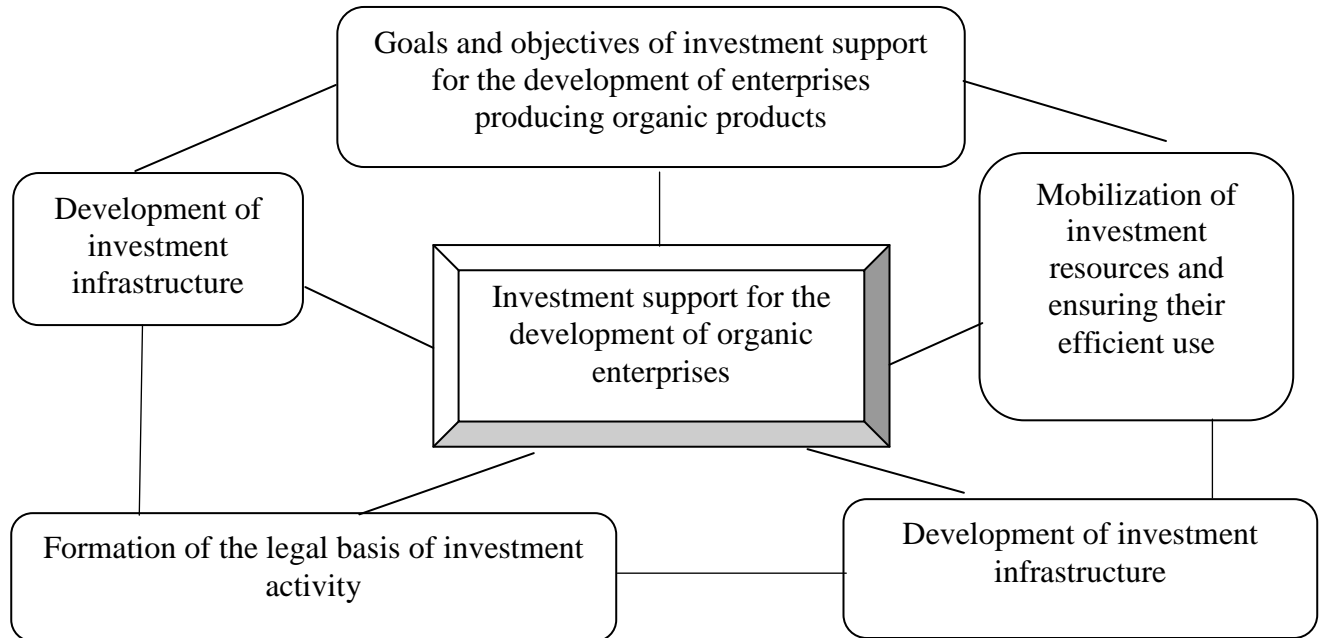 Goals and objectives of investment support
for the development of enterprises
producing organic products
Development of
investment
infrastructure
Mobilization of
investment
resources and
ensuring their
efficient use
Investment support for the
development of organic
enterprises
Formation of the legal basis of investment
activity
Development of investment
infrastructure